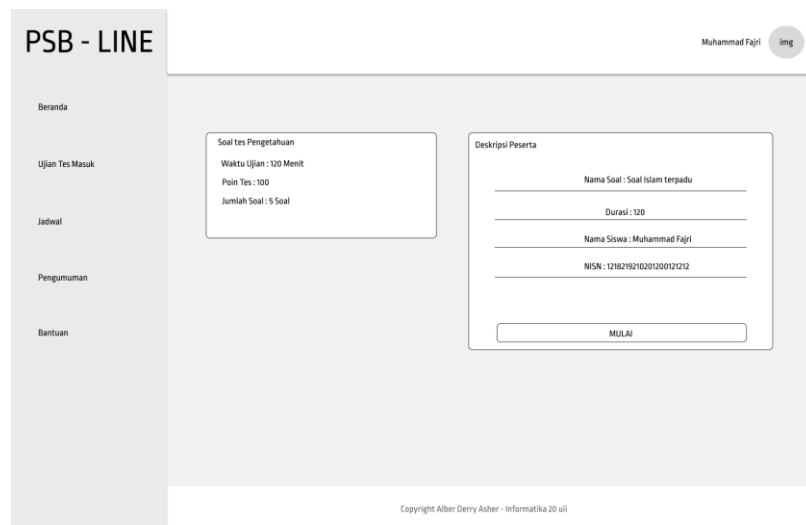 PSB - LINE
Muhammad Fajri
img
Beranda
Ujian Tes Masuk
Jadwal
Pengumuman
Bantuan
Soal tes Pengetahuan
Waktu Ujian : 120 Menit
Poin Tes : 100
Jumlah Soal : 5 Soal
Deskripsi Peserta
Nama Soal : Soal Islam terpadu
Durasi : 120
Nama Siswa : Muhammad Fajri
NISN : 1218219210201200121212
MULAI
Copyright Alber Derry Asher - Informatika 20 uii